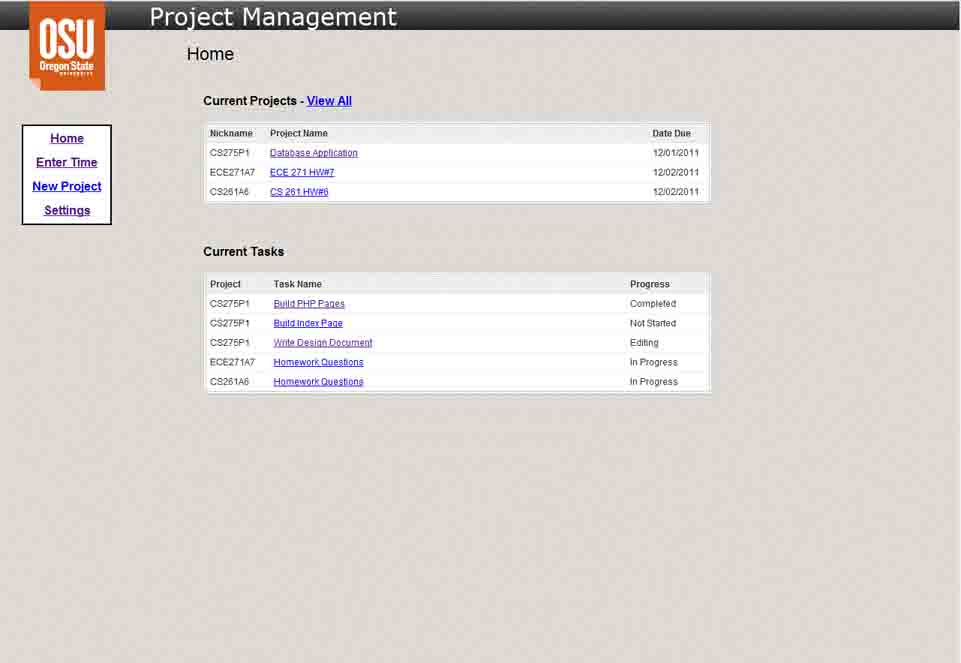 Project Management
OSU
Oregon State
UNIVERSITY
Home
Home
Enter Time
New Project
Settings
Current Projects - View All
Nickname Project Name Date Due
CS275P1 Database Application 12/01/2011
ECE271A7 ECE 271 HW#7 12/02/2011
CS261A6 CS 261 HW#6 12/02/2011
Current Tasks
Project Task Name Progress
CS275P1 Build PHP Pages Completed
CS275P1 Build Index Page Not Started
CS275P1 Write Design Document Editing
ECE271A7 Homework Questions In Progress
CS261A6 Homework Questions In Progress